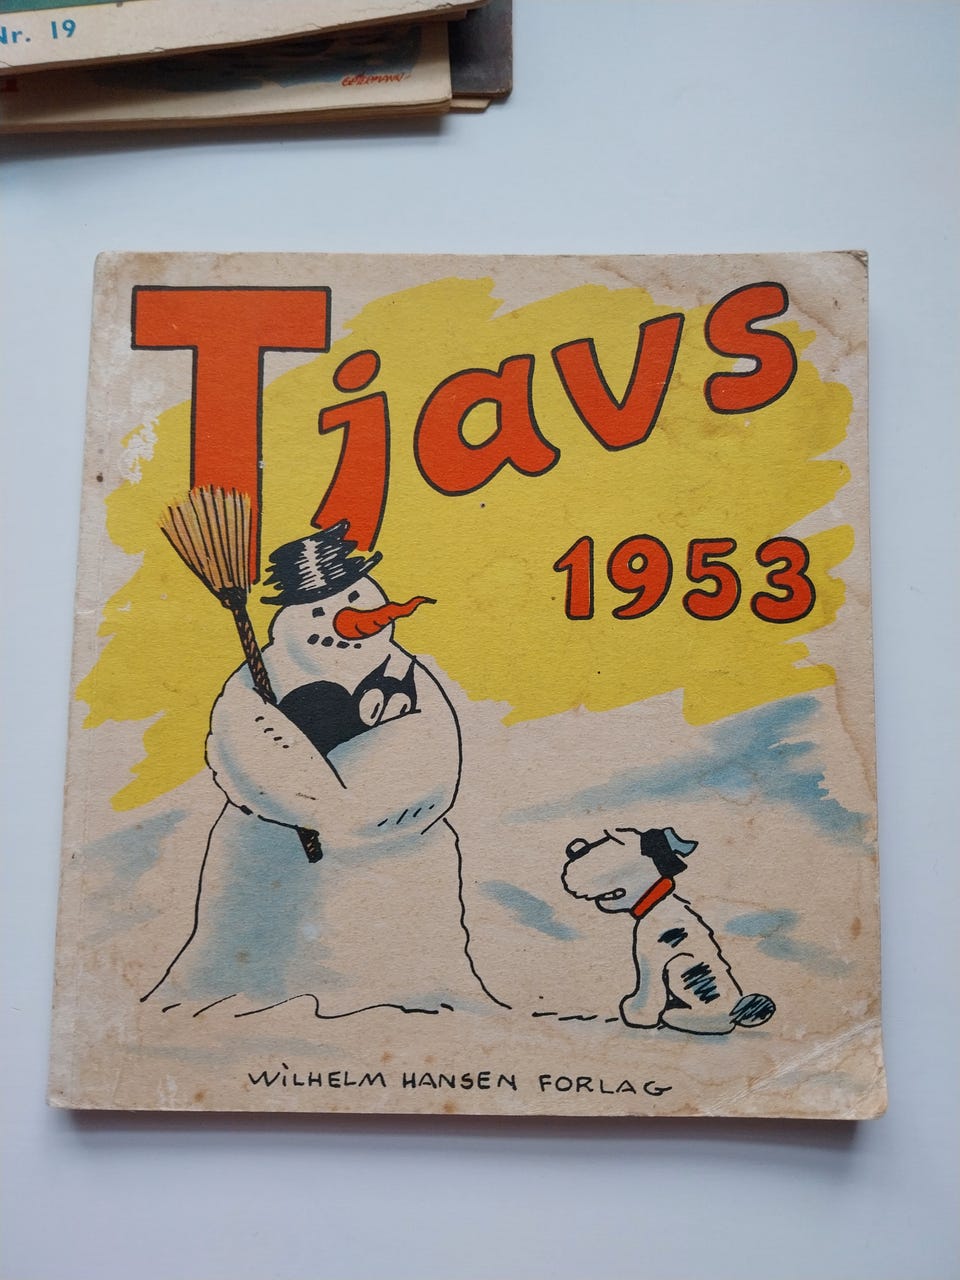 Nr. 19
Tjavs
1953
WiLHELM HANSEN FORLAG